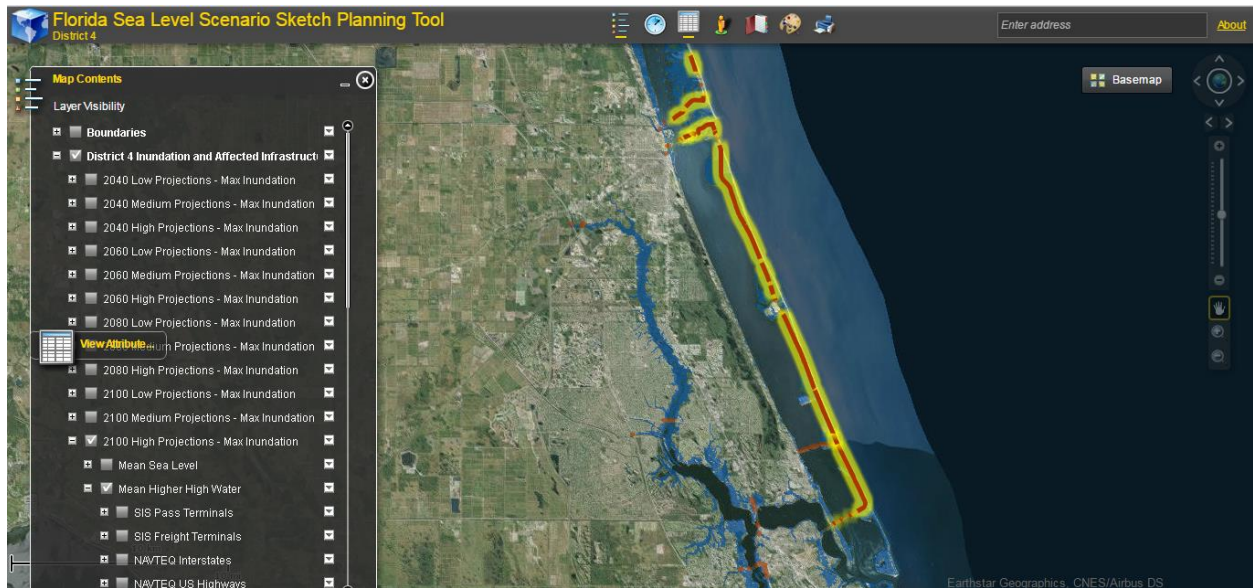 Florida Sea Level Scenario Sketch Planning Tool
District 4
Enter address
About
Map Contents
Layer Visibility
Boundaries
District 4 Inundation and Affected Infrastruct
2040 Low Projections - Max Inundation
2040 Medium Projections - Max Inundation
2040 High Projections - Max Inundation
2060 Low Projections - Max Inundation
2060 Medium Projections - Max Inundation
2060 High Projections - Max Inundation
2080 Low Projections - Max Inundation
View Attribute...
um Projections - Max Inundation
2080 High Projections - Max Inundation
2100 Low Projections - Max Inundation
2100 Medium Projections - Max Inundation
2100 High Projections - Max Inundation
Mean Sea Level
Mean Higher High Water
SIS Pass Terminals
SIS Freight Terminals
NAVTEQ Interstates
NAVTEQ US Highways
Basemap
Earthstar Geographics, CNES/Airbus DS